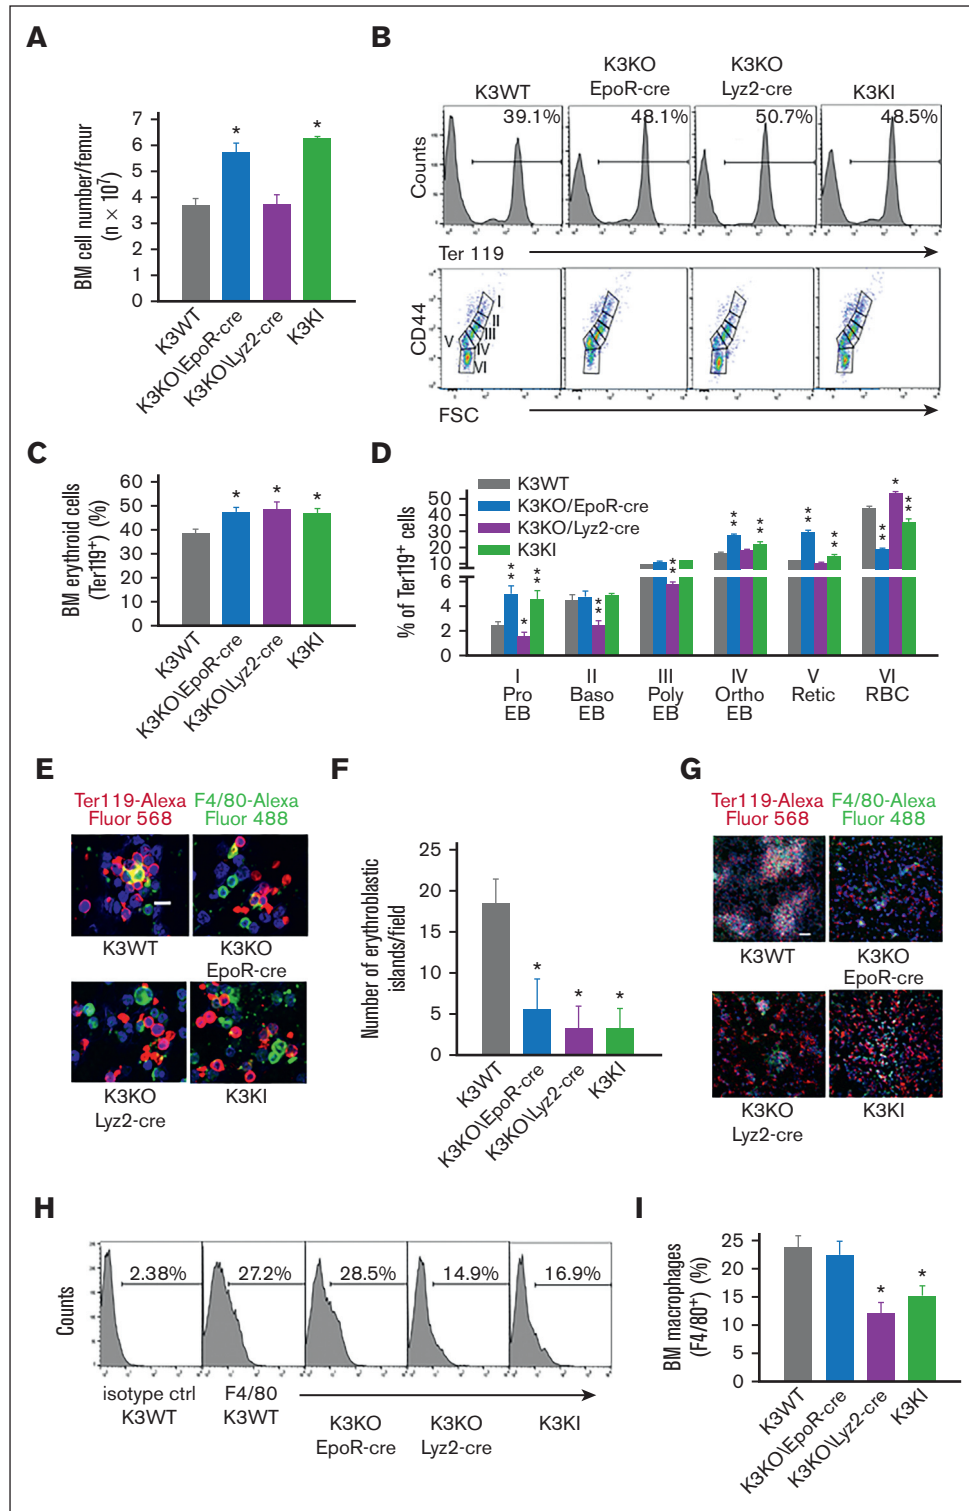 A
BM cell number/femur
(n × 10⁷)
7
6
5
4
3
2
1
0
*
*
K3WT
K3KO\EpoR-cre
K3KO\Lyz2-cre
K3KI
B
K3WT
K3KO
EpoR-cre
K3KO
Lyz2-cre
K3KI
39.1%
48.1%
50.7%
48.5%
Counts
Ter 119
CD44
I
II
III
IV
V
VI
FSC
C
BM erythroid cells
(Ter119⁺) (%)
60
50
40
30
20
10
0
*
*
*
K3WT
K3KO\EpoR-cre
K3KO\Lyz2-cre
K3KI
D
K3WT
K3KO/EpoR-cre
K3KO/Lyz2-cre
K3KI
% of Ter119⁺ cells
50
40
30
20
10
6
4
2
0
**
*
**
**
**
**
**
**
**
**
*
**
I
Pro
EB
II
Baso
EB
III
Poly
EB
IV
Ortho
EB
V
Retic
VI
RBC
E
Ter119-Alexa
Fluor 568
F4/80-Alexa
Fluor 488
K3WT
K3KO
EpoR-cre
K3KO
Lyz2-cre
K3KI
F
Number of erythroblastic
islands/field
25
20
15
10
5
0
*
*
*
K3WT
K3KO\EpoR-cre
K3KO\Lyz2-cre
K3KI
G
Ter119-Alexa
Fluor 568
F4/80-Alexa
Fluor 488
K3WT
K3KO
EpoR-cre
K3KO
Lyz2-cre
K3KI
H
Counts
2.38%
27.2%
28.5%
14.9%
16.9%
isotype ctrl
K3WT
F4/80
K3WT
K3KO
EpoR-cre
K3KO
Lyz2-cre
K3KI
I
BM macrophages
(F4/80⁺) (%)
25
20
15
10
5
0
*
*
K3WT
K3KO\EpoR-cre
K3KO\Lyz2-cre
K3KI